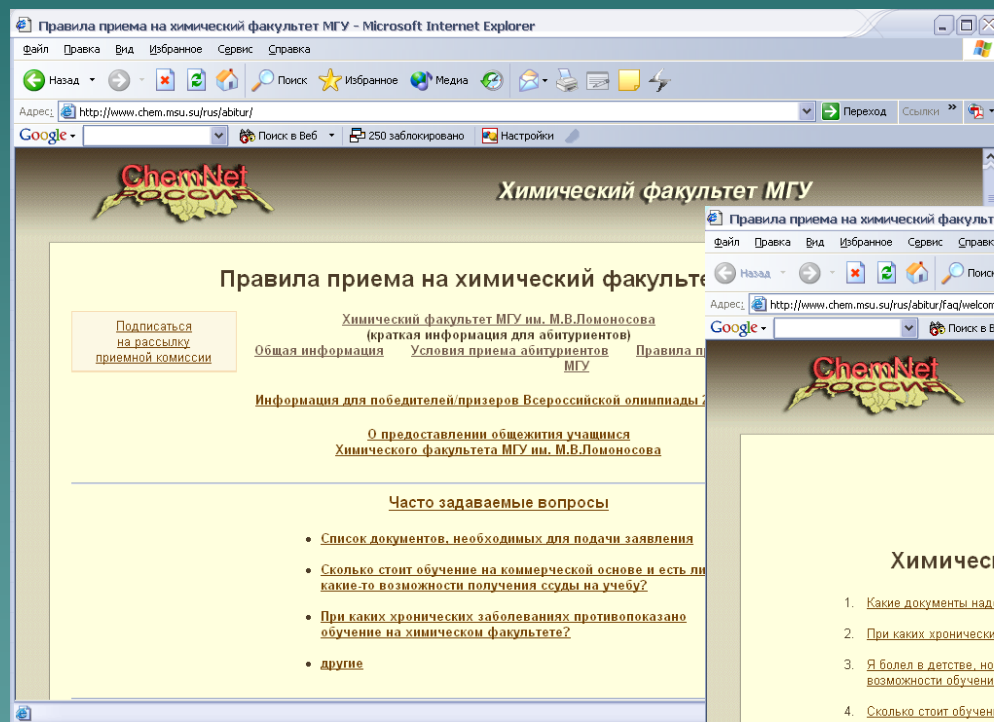 Правила приема на химический факультет МГУ - Microsoft Internet Explorer
Файл Правка Вид Избранное Сервис Справка
Назад Поиск Избранное Медиа
Адрес: http://www.chem.msu.su/rus/abitur/ Переход Ссылки »
Google Поиск в Веб 250 заблокировано Настройки
ChemNet
РОССИЯ
Химический факультет МГУ
Правила приема на химический факульте
Подписаться
на рассылку
приемной комиссии
Химический факультет МГУ им. М.В.Ломоносова
(краткая информация для абитуриентов)
Общая информация Условия приема абитуриентов Правила п
МГУ
Информация для победителей/призеров Всероссийской олимпиады 2
О предоставлении общежития учащимся
Химического факультета МГУ им. М.В.Ломоносова
Часто задаваемые вопросы
• Список документов, необходимых для подачи заявления
• Сколько стоит обучение на коммерческой основе и есть ли
какие-то возможности получения ссуды на учебу?
• При каких хронических заболеваниях противопоказано
обучение на химическом факультете?
• другие
Правила приема на химический факульт
Файл Правка Вид Избранное Сервис Справк
Назад Поиск
Адрес: http://www.chem.msu.su/rus/abitur/faq/welcom
Google Поиск в В
ChemNet
РОССИЯ
Химичес
1. Какие документы над
2. При каких хронически
3. Я болел в детстве, но
возможности обучени
4. Сколько стоит обучен